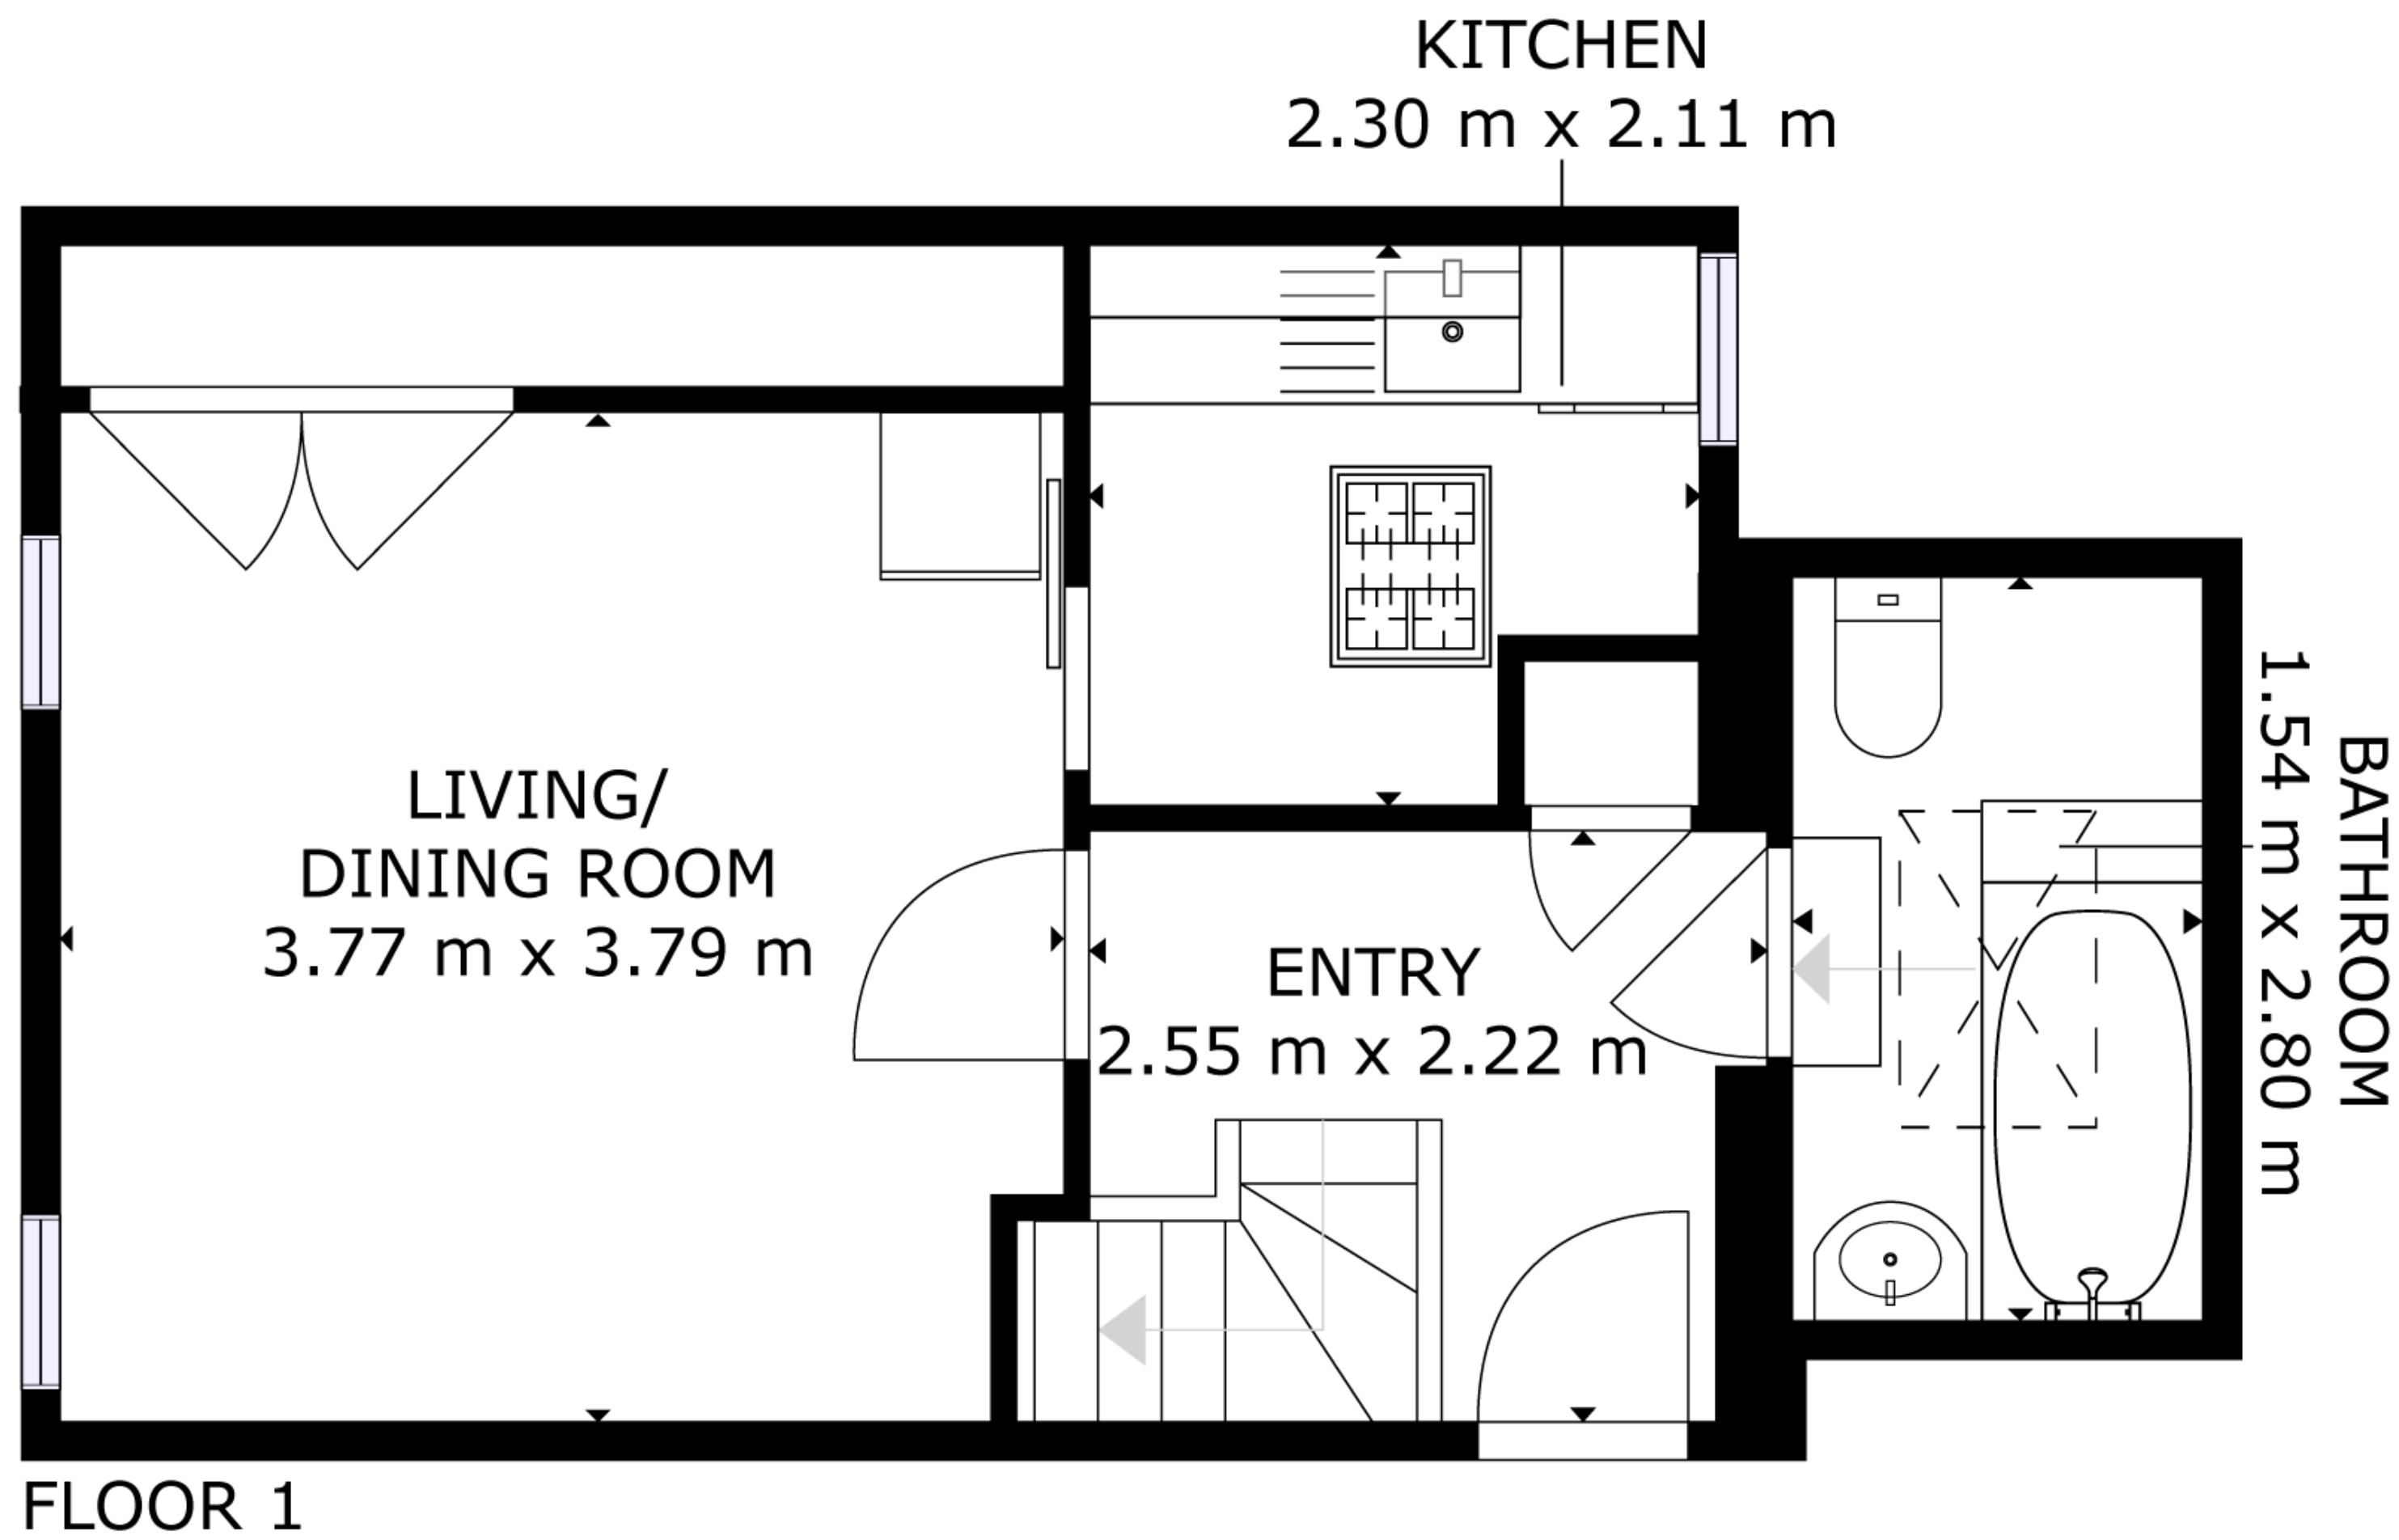 KITCHEN
2.30 m x 2.11 m
LIVING/
DINING ROOM
3.77 m x 3.79 m
ENTRY
2.55 m x 2.22 m
BATHROOM
1.54 m x 2.80 m
FLOOR 1